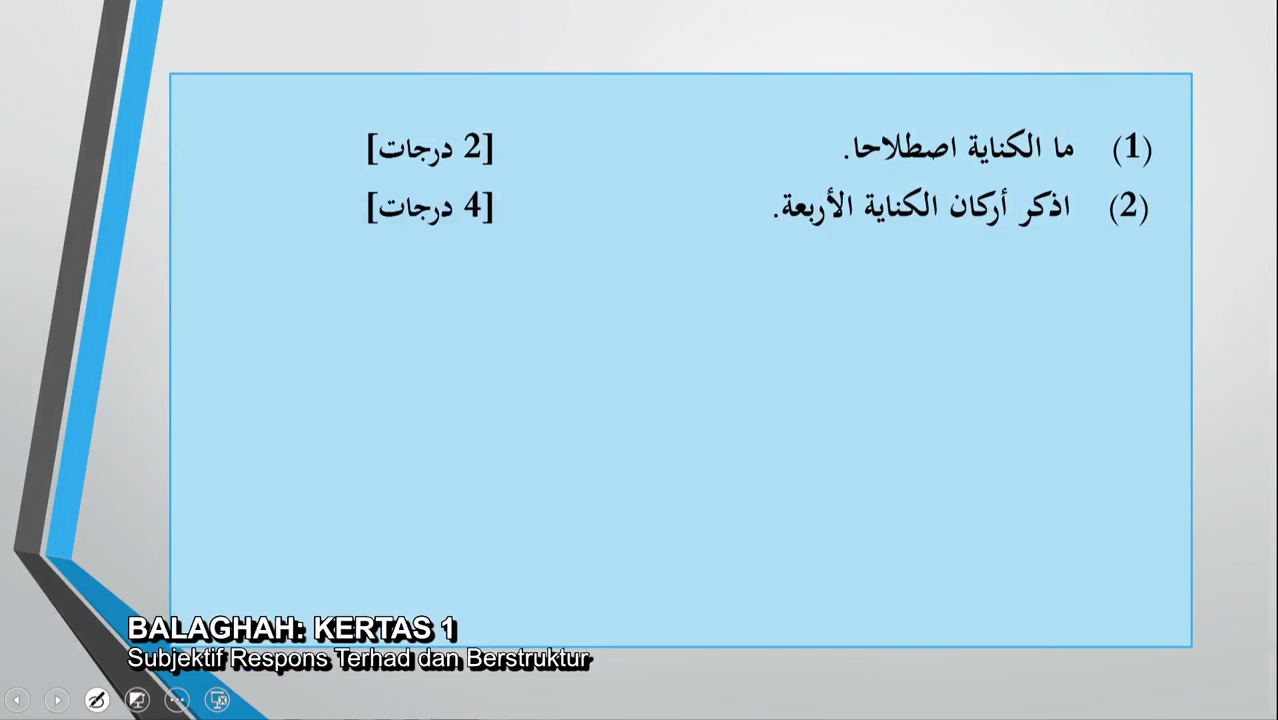 (1) ما الكناية اصطلاحا. [2 درجات]
(2) اذكر أركان الكناية الأربعة. [4 درجات]
BALAGHAH: KERTAS 1
Subjektif Respons Terhad dan Berstruktur